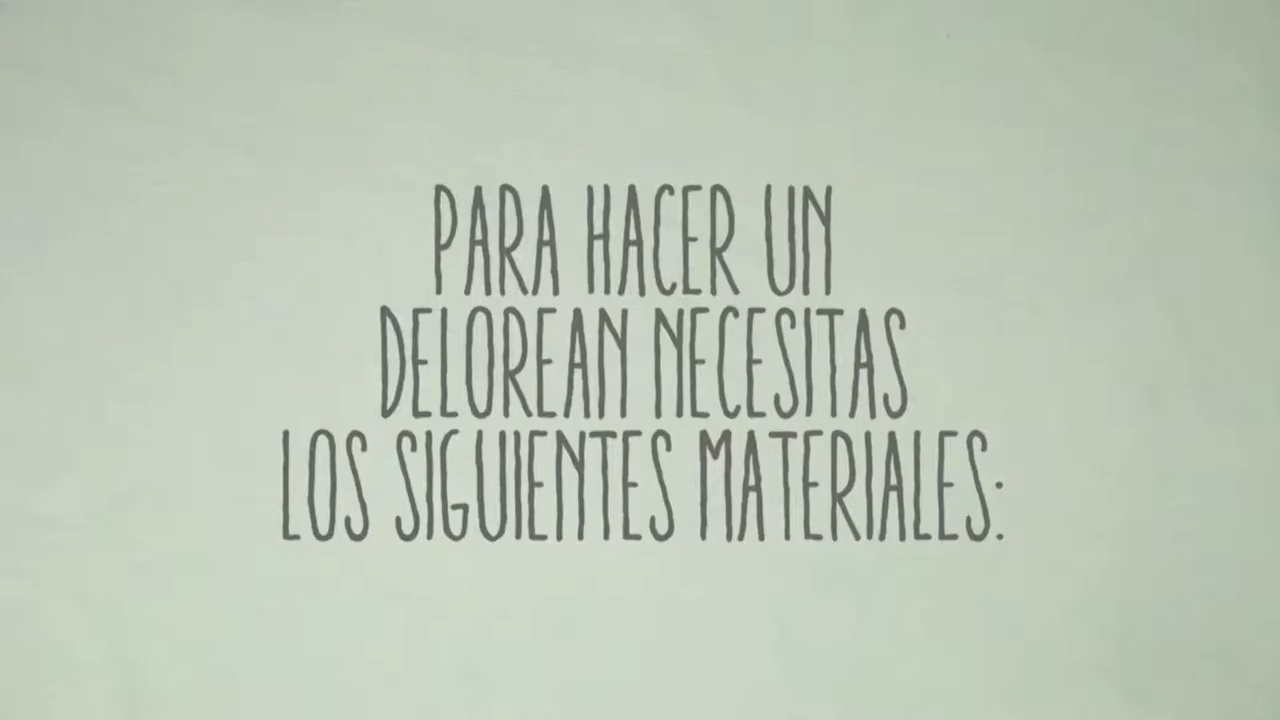 PARA HACER UN
DELOREAN NECESITAS
LOS SIGUIENTES MATERIALES: